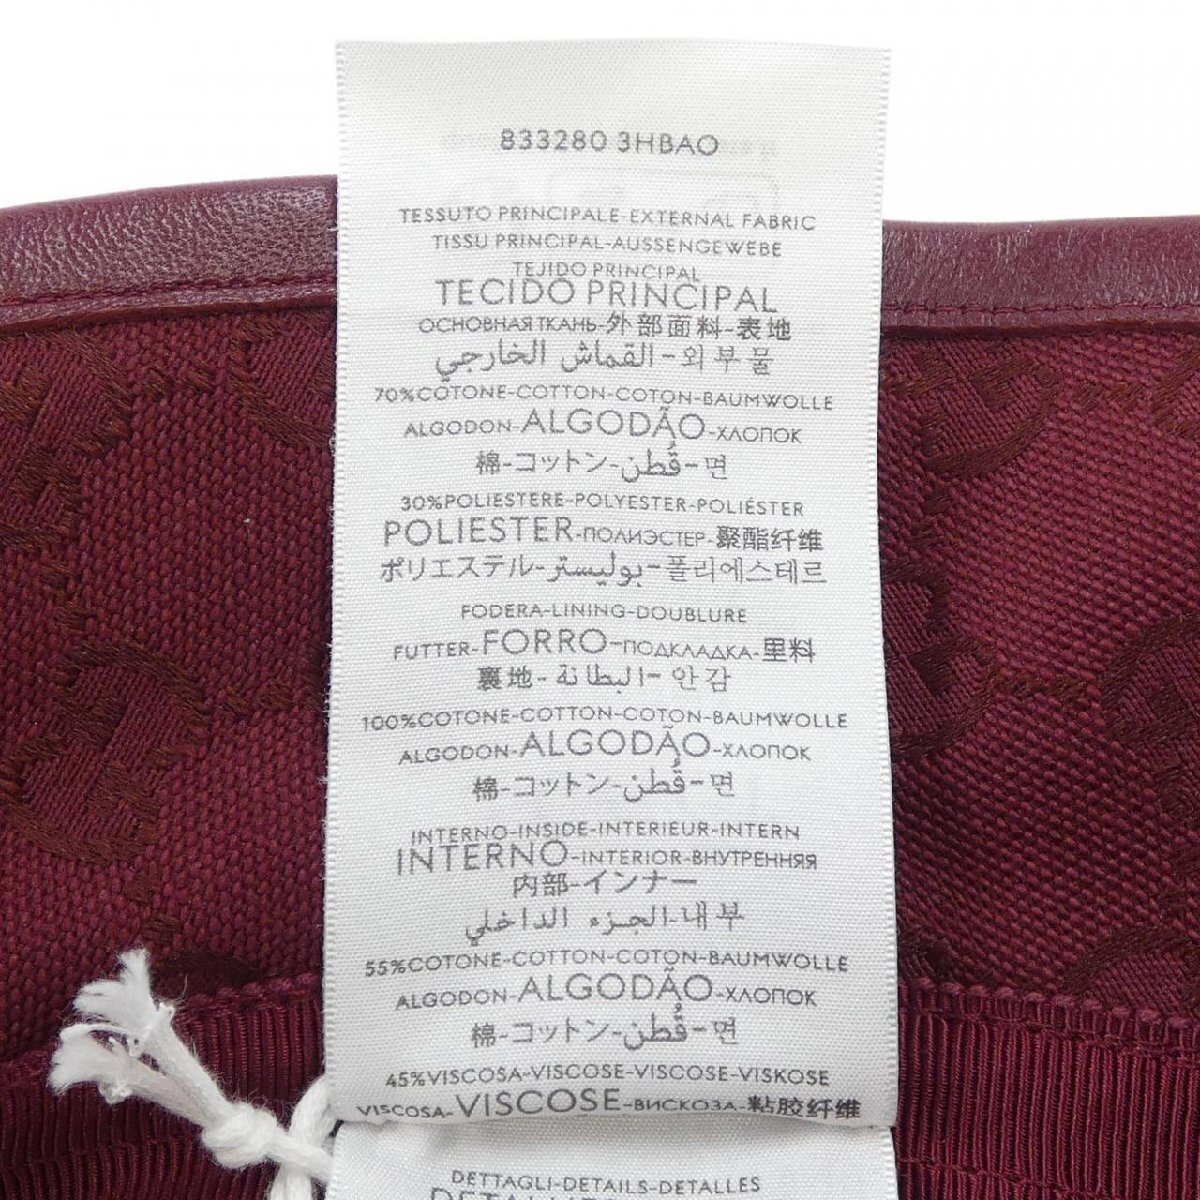 833280 3HBAO
TESSUTO PRINCIPALE-EXTERNAL FABRIC
TISSU PRINCIPAL-AUSSENGEWEBE
TEJIDO PRINCIPAL
TECIDO PRINCIPAL
ОСНОВНАЯ ТКАНЬ-外部面料-表地
القماش الخارجي-외부물
70%COTONE-COTTON-COTON-BAUMWOLLE
ALGODON-ALGODÃO-ХЛОПОК
棉-コットン-قُطن-면
30%POLIESTERE-POLYESTER-POLIÉSTER
POLIESTER-ПОЛИЭСТЕР-聚酯纤维
ポリエステル-بوليستر-폴리에스테르
FODERA-LINING-DOUBLURE
FUTTER-FORRO-ПОДКЛАДКА-里料
裏地-البطانة-안감
100%COTONE-COTTON-COTON-BAUMWOLLE
ALGODON-ALGODÃO-ХЛОПОК
棉-コットン-قُطن-면
INTERNO-INSIDE-INTERIEUR-INTERN
INTERNO-INTERIOR-ВНУТРЕННЯЯ
内部-インナー
الجزء الداخلي-내부
55%COTONE-COTTON-COTON-BAUMWOLLE
ALGODON-ALGODÃO-ХЛОПОК
棉-コットン-قُطن-면
45%VISCOSA-VISCOSE-VISCOSE-VISKOSE
VISCOSA-VISCOSE-ВИСКОЗА-粘胶纤维
DETTAGLI-DETAILS-DETALLES